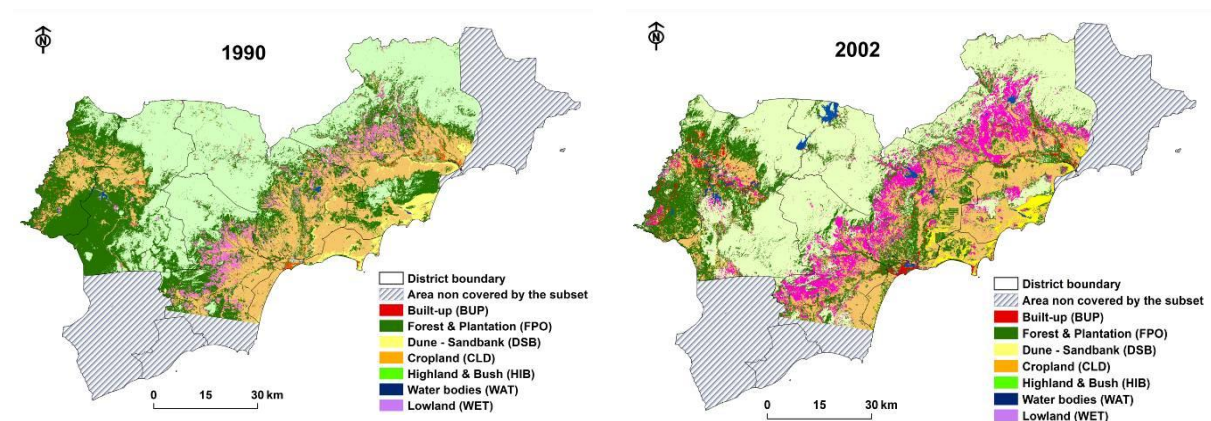 N
1990
District boundary
Area non covered by the subset
Built-up (BUP)
Forest & Plantation (FPO)
Dune - Sandbank (DSB)
Cropland (CLD)
Highland & Bush (HIB)
Water bodies (WAT)
Lowland (WET)
0 15 30 km
N
2002
District boundary
Area non covered by the subset
Built-up (BUP)
Forest & Plantation (FPO)
Dune - Sandbank (DSB)
Cropland (CLD)
Highland & Bush (HIB)
Water bodies (WAT)
Lowland (WET)
0 15 30 km